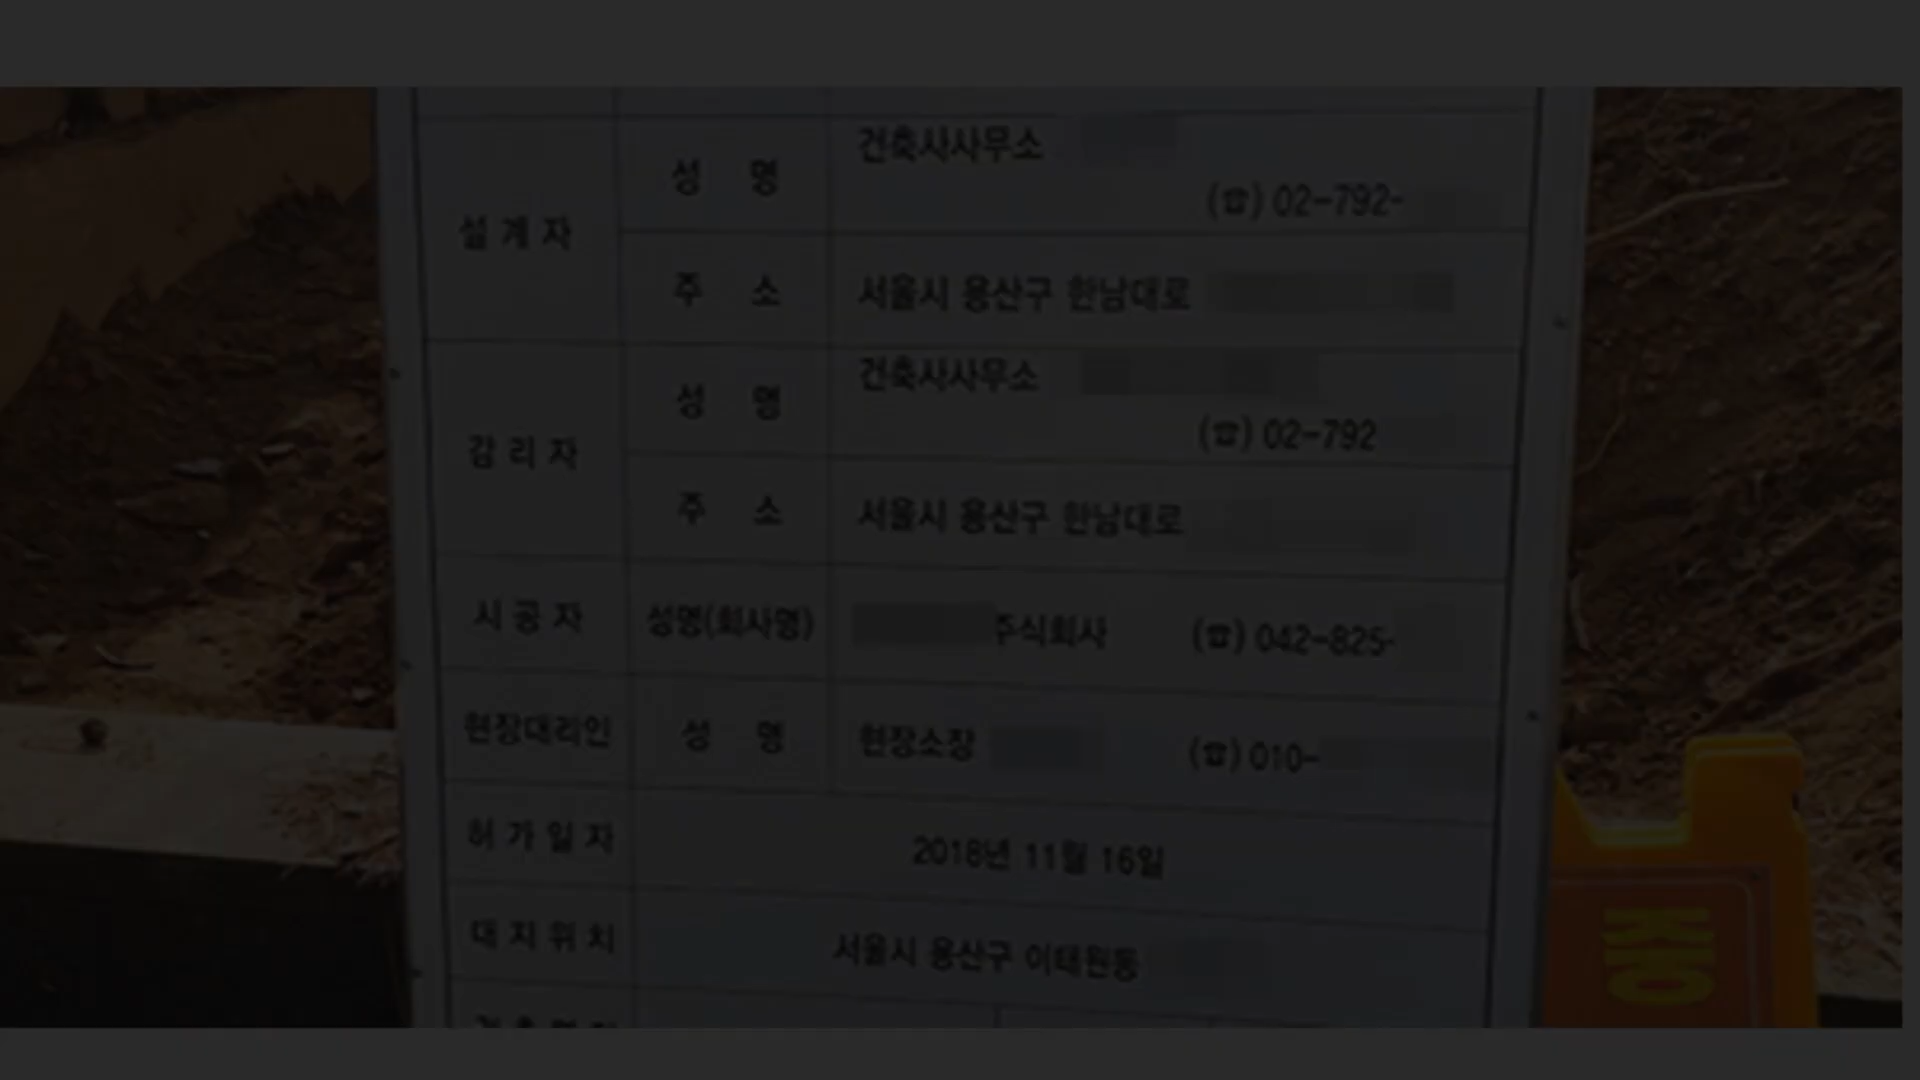 설계자
성 명
건축사사무소
(☎) 02-792-
주 소
서울시 용산구 한남대로
감리자
성 명
건축사사무소
(☎) 02-792
주 소
서울시 용산구 한남대로
시공자
성명(회사명)
주식회사 (☎) 042-825-
현장대리인
성 명
현장소장 (☎) 010-
허가일자
2018년 11월 16일
대지위치
서울시 용산구 이태원동